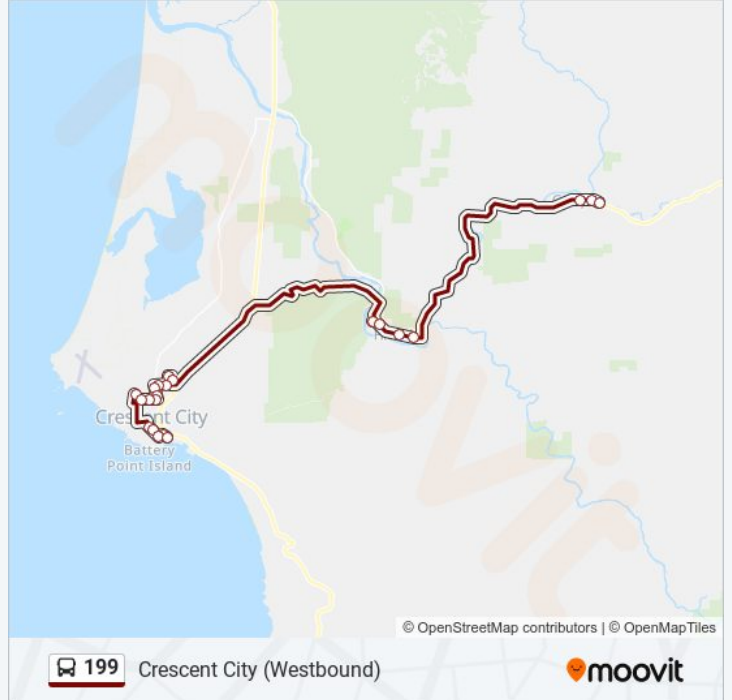 Crescent City
Battery
Point Island
© OpenStreetMap contributors | © OpenMapTiles
199 Crescent City (Westbound)
moovit